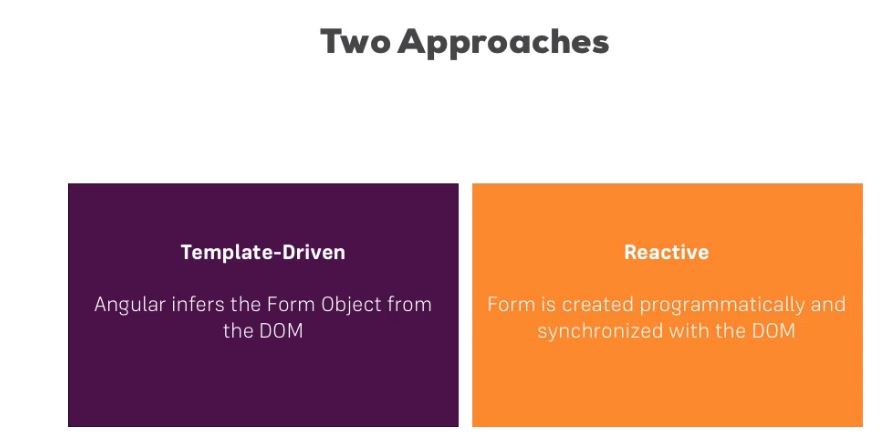 Two Approaches
Template-Driven
Angular infers the Form Object from
the DOM
Reactive
Form is created programmatically and
synchronized with the DOM